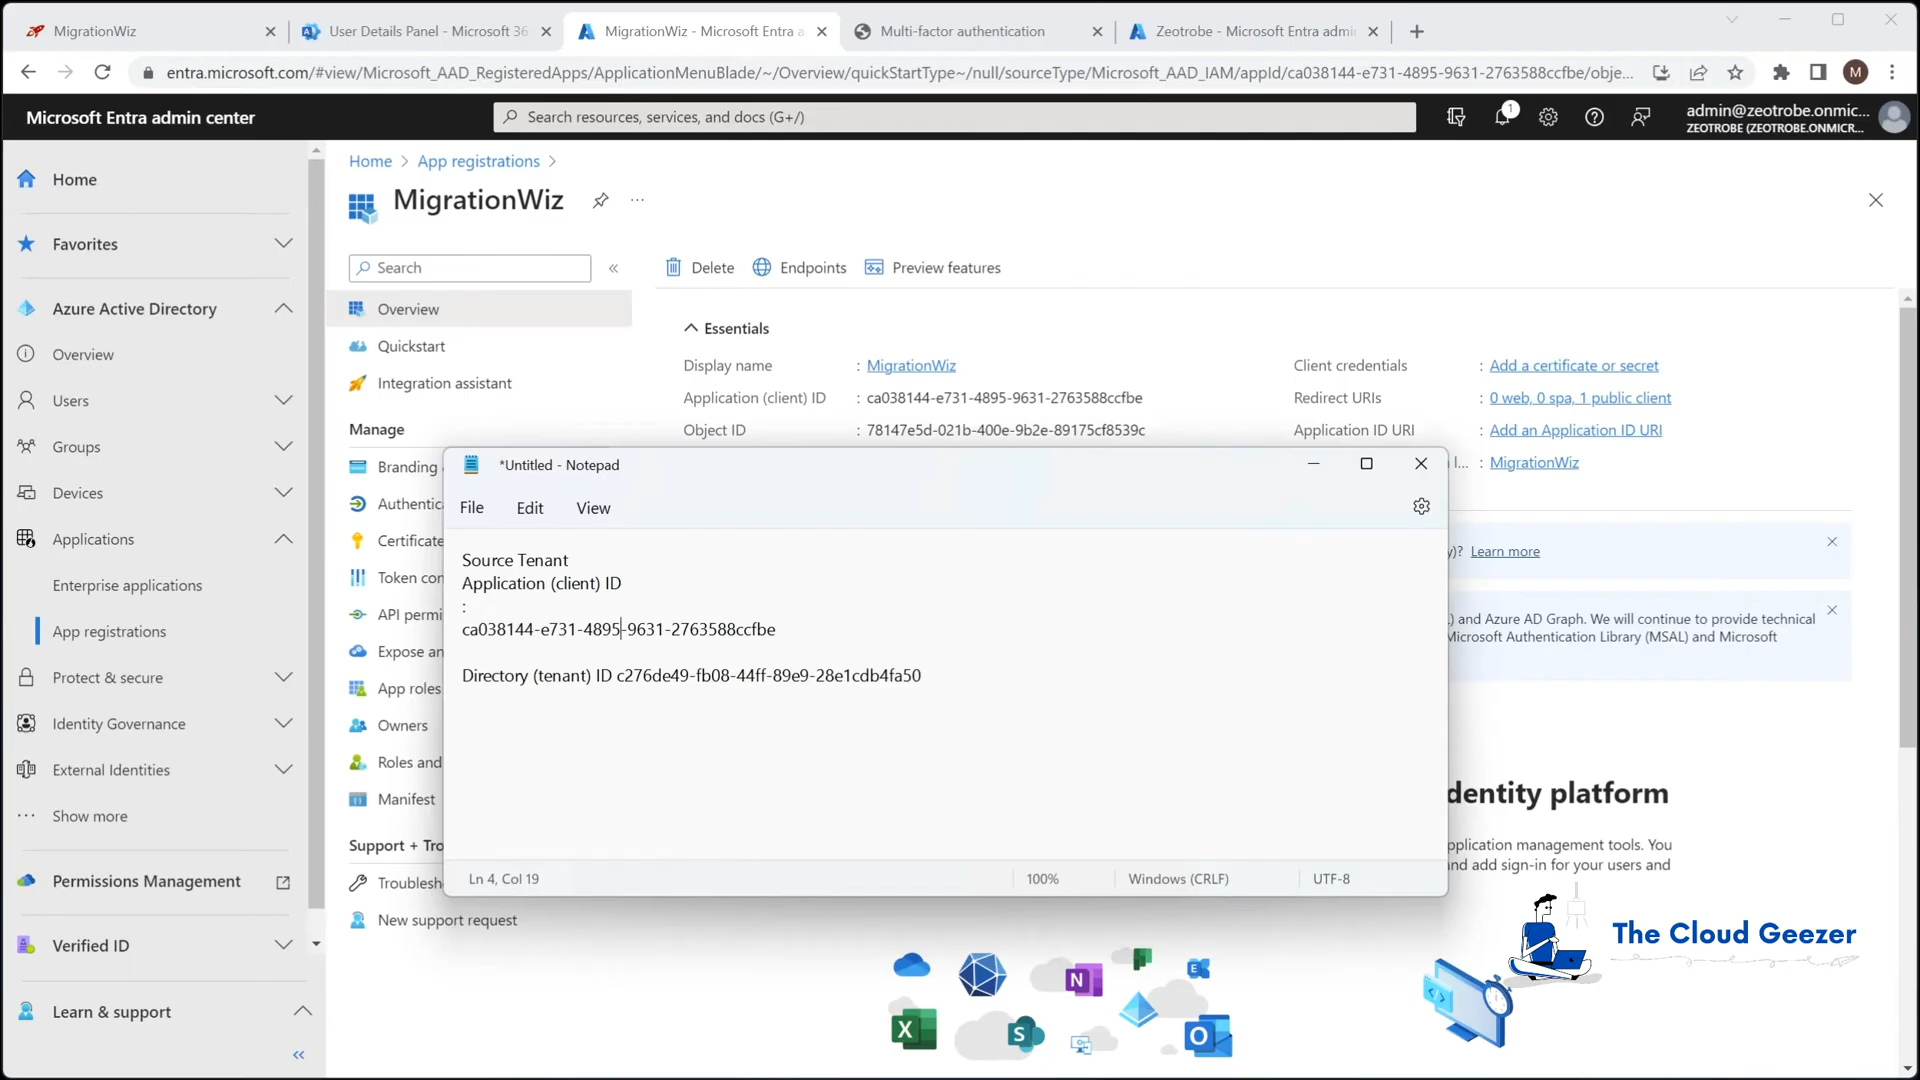 MigrationWiz
User Details Panel - Microsoft 36
MigrationWiz - Microsoft Entra a
Multi-factor authentication
Zeotrobe - Microsoft Entra admi
entra.microsoft.com/#view/Microsoft_AAD_RegisteredApps/ApplicationMenuBlade/~/Overview/quickStartType~/null/sourceType/Microsoft_AAD_IAM/appId/ca038144-e731-4895-9631-2763588ccfbe/obje...
M
Microsoft Entra admin center
Search resources, services, and docs (G+/)
1
admin@zeotrobe.onmic...
ZEOTROBE (ZEOTROBE.ONMICR...
Home
Favorites
Azure Active Directory
Overview
Users
Groups
Devices
Applications
Enterprise applications
App registrations
Protect & secure
Identity Governance
External Identities
Show more
Permissions Management
Verified ID
Learn & support
Home > App registrations >
MigrationWiz
Search
Overview
Quickstart
Integration assistant
Manage
Branding
Authentica
Certificate
Token con
API permi
Expose an
App roles
Owners
Roles and
Manifest
Support + Tro
Troublesh
New support request
Delete
Endpoints
Preview features
Essentials
Display name : MigrationWiz
Application (client) ID : ca038144-e731-4895-9631-2763588ccfbe
Object ID : 78147e5d-021b-400e-9b2e-89175cf8539c
Client credentials : Add a certificate or secret
Redirect URIs : 0 web, 0 spa, 1 public client
Application ID URI : Add an Application ID URI
l... : MigrationWiz
y)? Learn more
) and Azure AD Graph. We will continue to provide technical
Microsoft Authentication Library (MSAL) and Microsoft
*Untitled - Notepad
File Edit View
Source Tenant
Application (client) ID
:
ca038144-e731-4895-9631-2763588ccfbe
Directory (tenant) ID c276de49-fb08-44ff-89e9-28e1cdb4fa50
Ln 4, Col 19
100%
Windows (CRLF)
UTF-8
dentity platform
pplication management tools. You
and add sign-in for your users and
The Cloud Geezer
N
E
X
S
O